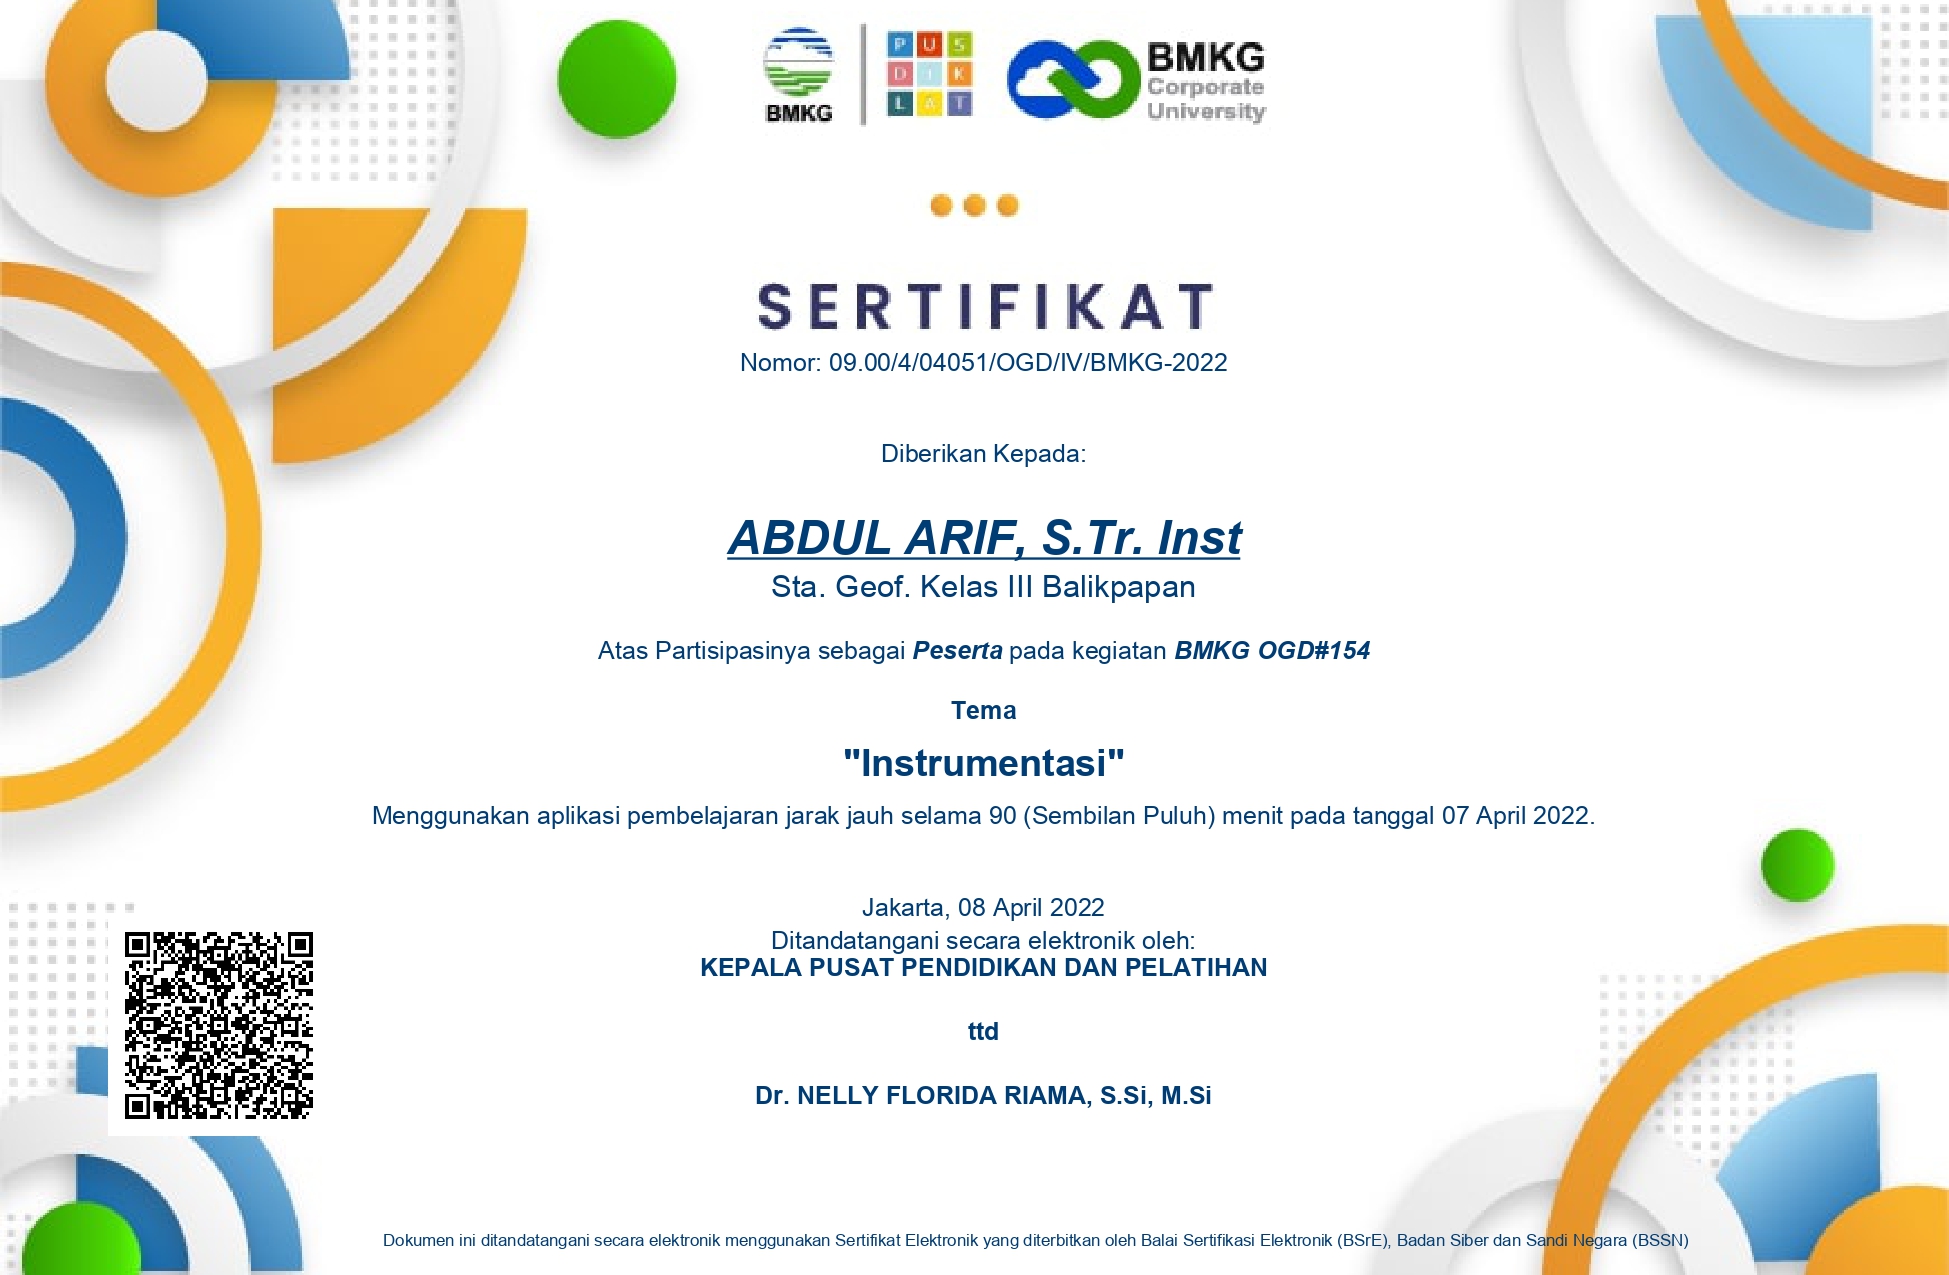 BMKG
PUS
DIK
LAT
BMKG
Corporate
University
SERTIFIKAT
Nomor: 09.00/4/04051/OGD/IV/BMKG-2022
Diberikan Kepada:
ABDUL ARIF, S.Tr. Inst
Sta. Geof. Kelas III Balikpapan
Atas Partisipasinya sebagai Peserta pada kegiatan BMKG OGD#154
Tema
"Instrumentasi"
Menggunakan aplikasi pembelajaran jarak jauh selama 90 (Sembilan Puluh) menit pada tanggal 07 April 2022.
Jakarta, 08 April 2022
Ditandatangani secara elektronik oleh:
KEPALA PUSAT PENDIDIKAN DAN PELATIHAN
ttd
Dr. NELLY FLORIDA RIAMA, S.Si, M.Si
Dokumen ini ditandatangani secara elektronik menggunakan Sertifikat Elektronik yang diterbitkan oleh Balai Sertifikasi Elektronik (BSrE), Badan Siber dan Sandi Negara (BSSN)